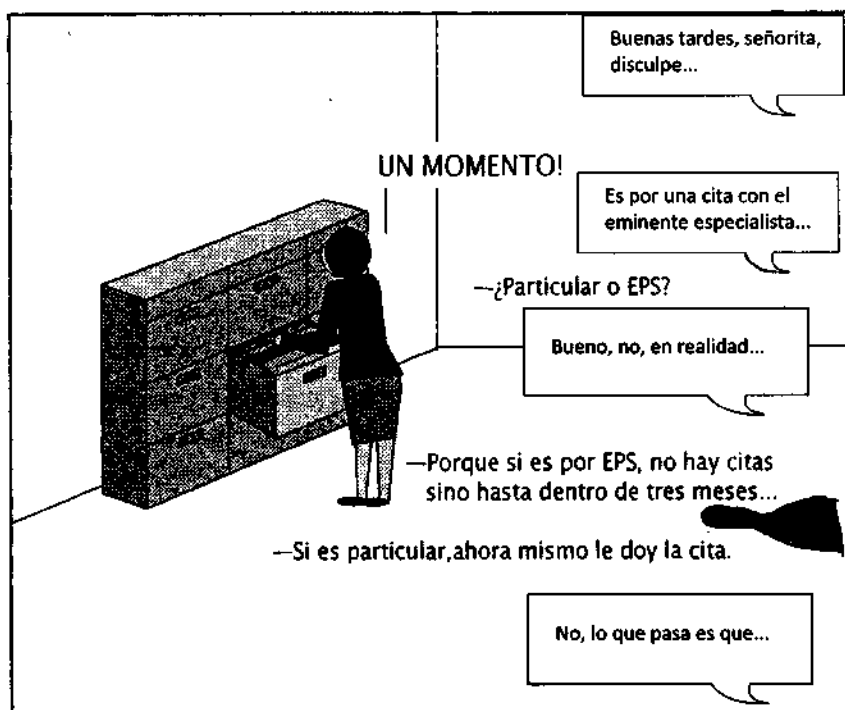 Buenas tardes, señorita,
disculpe...
UN MOMENTO!
Es por una cita con el
eminente especialista...
—¿Particular o EPS?
Bueno, no, en realidad...
—Porque si es por EPS, no hay citas
sino hasta dentro de tres meses...
—Si es particular,ahora mismo le doy la cita.
No, lo que pasa es que...